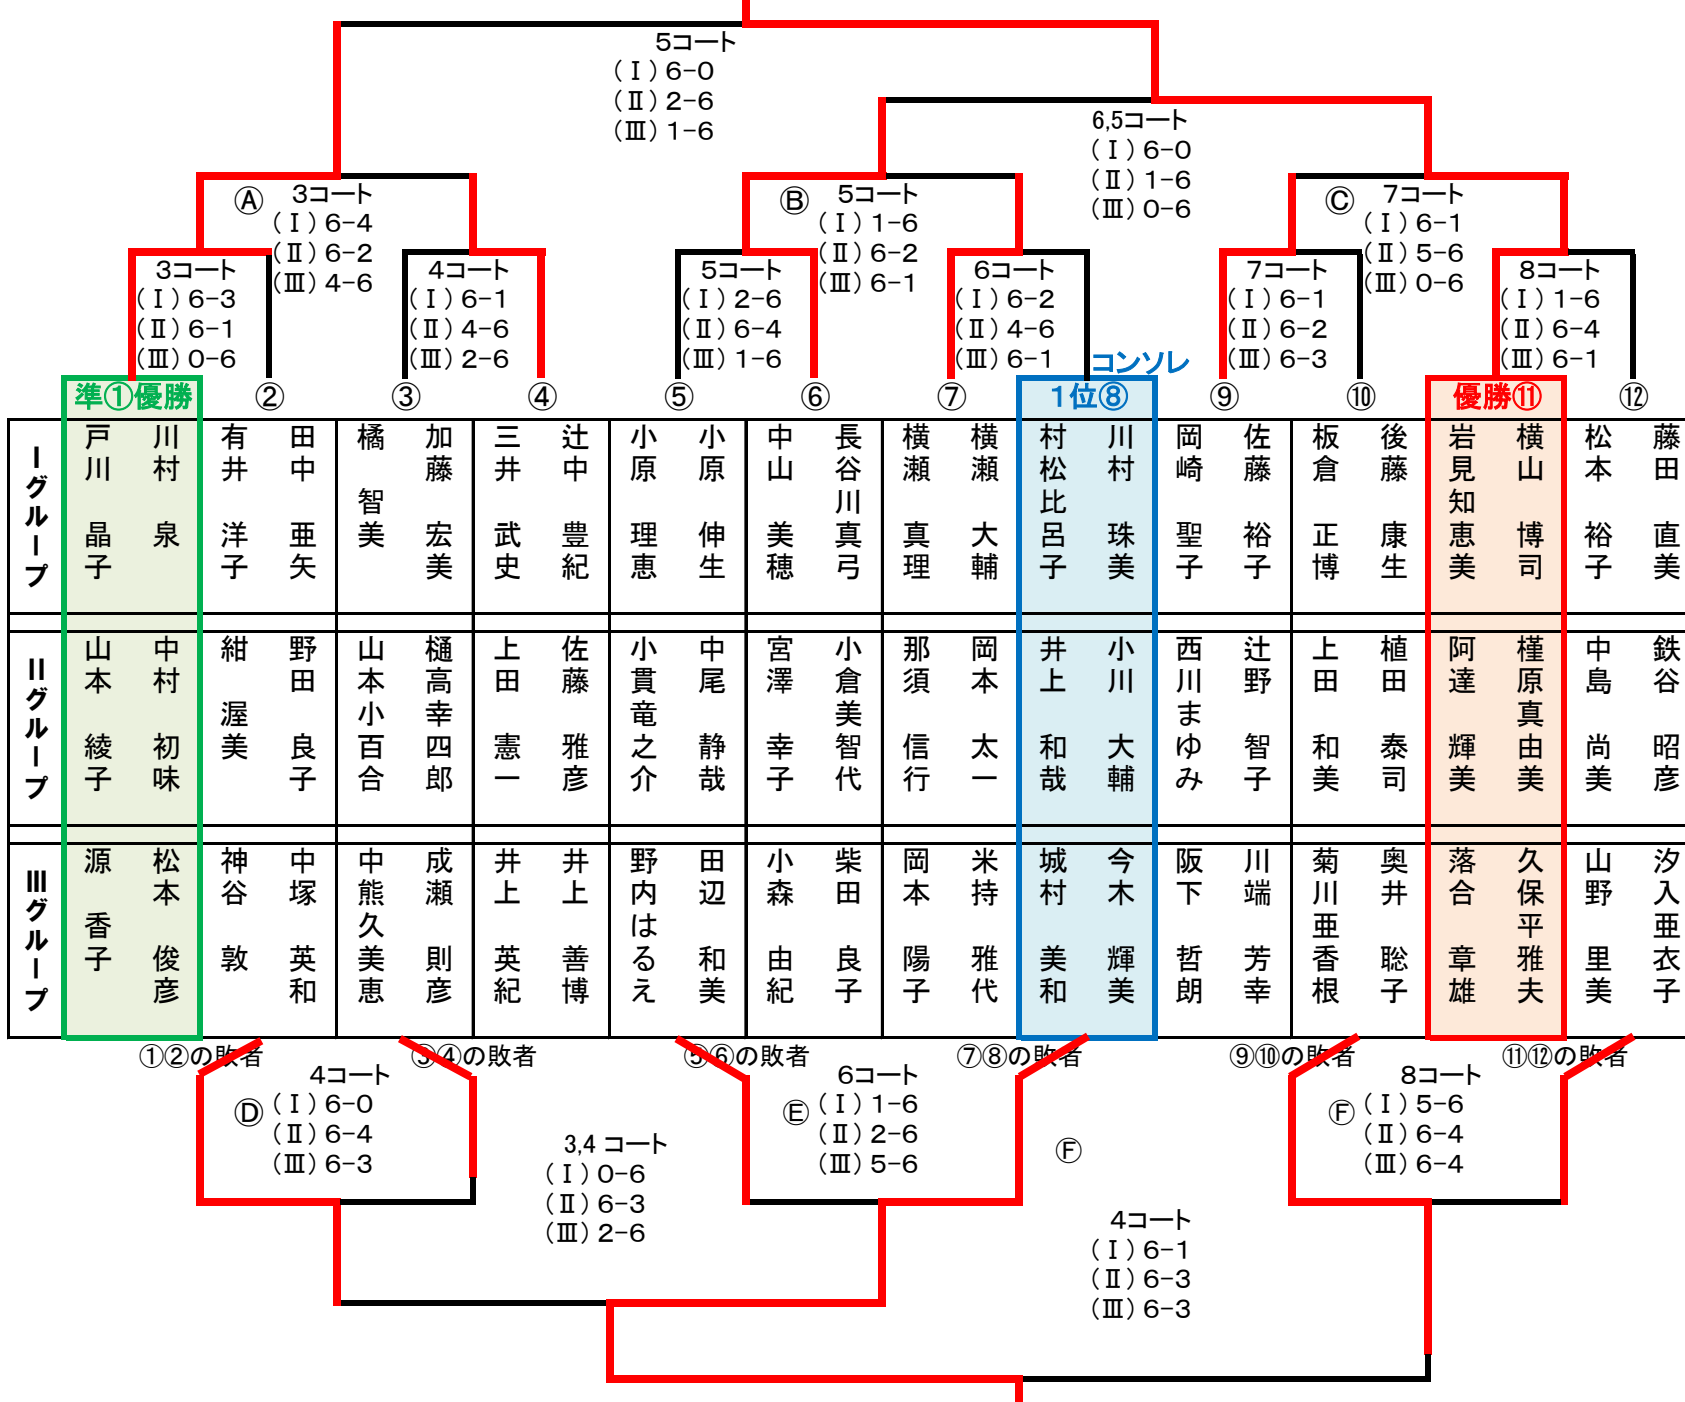 5コート
(Ⅰ)6-0
(Ⅱ)2-6
(Ⅲ)1-6
6,5コート
(Ⅰ)6-0
(Ⅱ)1-6
(Ⅲ)0-6
Ⓐ 3コート
(Ⅰ)6-4
(Ⅱ)6-2
(Ⅲ)4-6
Ⓑ 5コート
(Ⅰ)1-6
(Ⅱ)6-2
(Ⅲ)6-1
Ⓒ 7コート
(Ⅰ)6-1
(Ⅱ)5-6
(Ⅲ)0-6
3コート
(Ⅰ)6-3
(Ⅱ)6-1
(Ⅲ)0-6
4コート
(Ⅰ)6-1
(Ⅱ)4-6
(Ⅲ)2-6
5コート
(Ⅰ)2-6
(Ⅱ)6-4
(Ⅲ)1-6
6コート
(Ⅰ)6-2
(Ⅱ)4-6
(Ⅲ)6-1
7コート
(Ⅰ)6-1
(Ⅱ)6-2
(Ⅲ)6-3
8コート
(Ⅰ)1-6
(Ⅱ)6-4
(Ⅲ)6-1
コンソレ
準①優勝 ② ③ ④ ⑤ ⑥ ⑦ 1位⑧ ⑨ ⑩ 優勝⑪ ⑫
Ⅰグループ
戸川 晶子
川村 泉
有井 洋子
田中 亜矢
橘 智美
加藤 宏美
三井 武史
辻中 豊紀
小原 理恵
小原 伸生
中山 美穂
長谷川真弓
横瀬 真理
横瀬 大輔
村松比呂子
川村 珠美
岡崎 聖子
佐藤 裕子
板倉 正博
後藤 康生
岩見知恵美
横山 博司
松本 裕子
藤田 直美
Ⅱグループ
山本 綾子
中村 初味
紺 渥美
野田 良子
山本小百合
樋高幸四郎
上田 憲一
佐藤 雅彦
小貫竜之介
中尾 静哉
宮澤 幸子
小倉美智代
那須 信行
岡本 太一
井上 和哉
小川 大輔
西川まゆみ
辻野 智子
上田 和美
植田 泰司
阿達 輝美
槿原真由美
中島 尚美
鉄谷 昭彦
Ⅲグループ
源 香子
松本 俊彦
神谷 敦
中塚 英和
中熊久美恵
成瀬 則彦
井上 英紀
井上 善博
野内はるえ
田辺 和美
小森 由紀
柴田 良子
岡本 陽子
米持 雅代
城村 美和
今木 輝美
阪下 哲朗
川端 芳幸
菊川亜香根
奥井 聡子
落合 章雄
久保平雅夫
山野 里美
汐入亜衣子
①②の敗者 ③④の敗者 ⑤⑥の敗者 ⑦⑧の敗者 ⑨⑩の敗者 ⑪⑫の敗者
Ⓓ 4コート
(Ⅰ)6-0
(Ⅱ)6-4
(Ⅲ)6-3
Ⓔ 6コート
(Ⅰ)1-6
(Ⅱ)2-6
(Ⅲ)5-6
Ⓕ 8コート
(Ⅰ)5-6
(Ⅱ)6-4
(Ⅲ)6-4
3,4 コート
(Ⅰ)0-6
(Ⅱ)6-3
(Ⅲ)2-6
Ⓕ
4コート
(Ⅰ)6-1
(Ⅱ)6-3
(Ⅲ)6-3